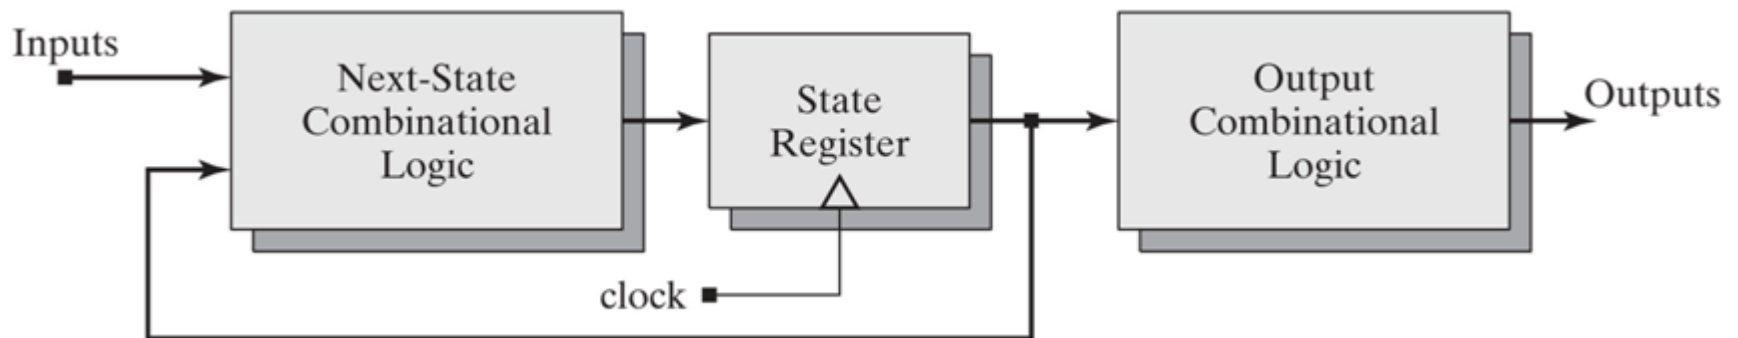 Inputs
Next-State
Combinational
Logic
State
Register
clock
Output
Combinational
Logic
Outputs